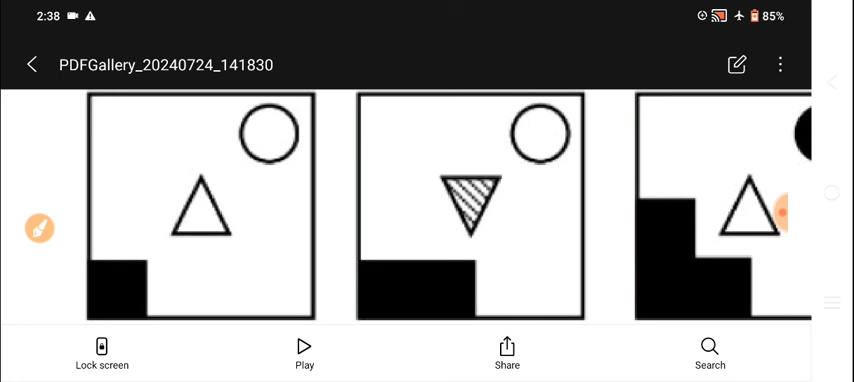 2:38
85%
PDFGallery_20240724_141830
Lock screen
Play
Share
Search